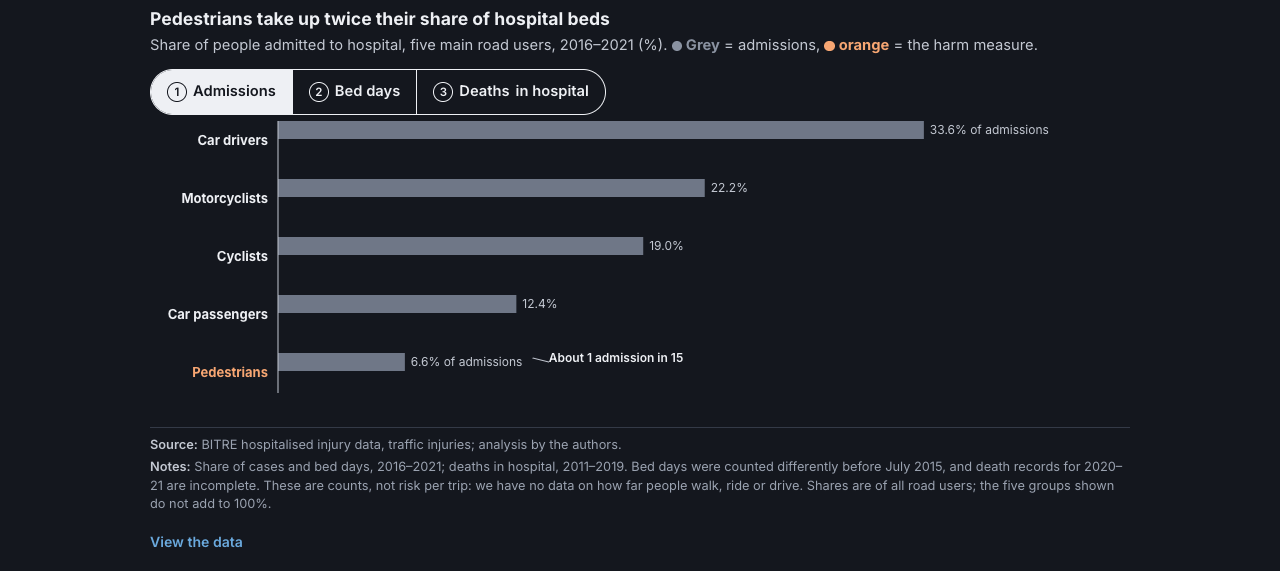 Pedestrians take up twice their share of hospital beds
Share of people admitted to hospital, five main road users, 2016–2021 (%). Grey = admissions, orange = the harm measure.
1 Admissions 2 Bed days 3 Deaths in hospital
Car drivers 33.6% of admissions
Motorcyclists 22.2%
Cyclists 19.0%
Car passengers 12.4%
Pedestrians 6.6% of admissions About 1 admission in 15
Source: BITRE hospitalised injury data, traffic injuries; analysis by the authors.
Notes: Share of cases and bed days, 2016–2021; deaths in hospital, 2011–2019. Bed days were counted differently before July 2015, and death records for 2020–
21 are incomplete. These are counts, not risk per trip: we have no data on how far people walk, ride or drive. Shares are of all road users; the five groups shown
do not add to 100%.
View the data